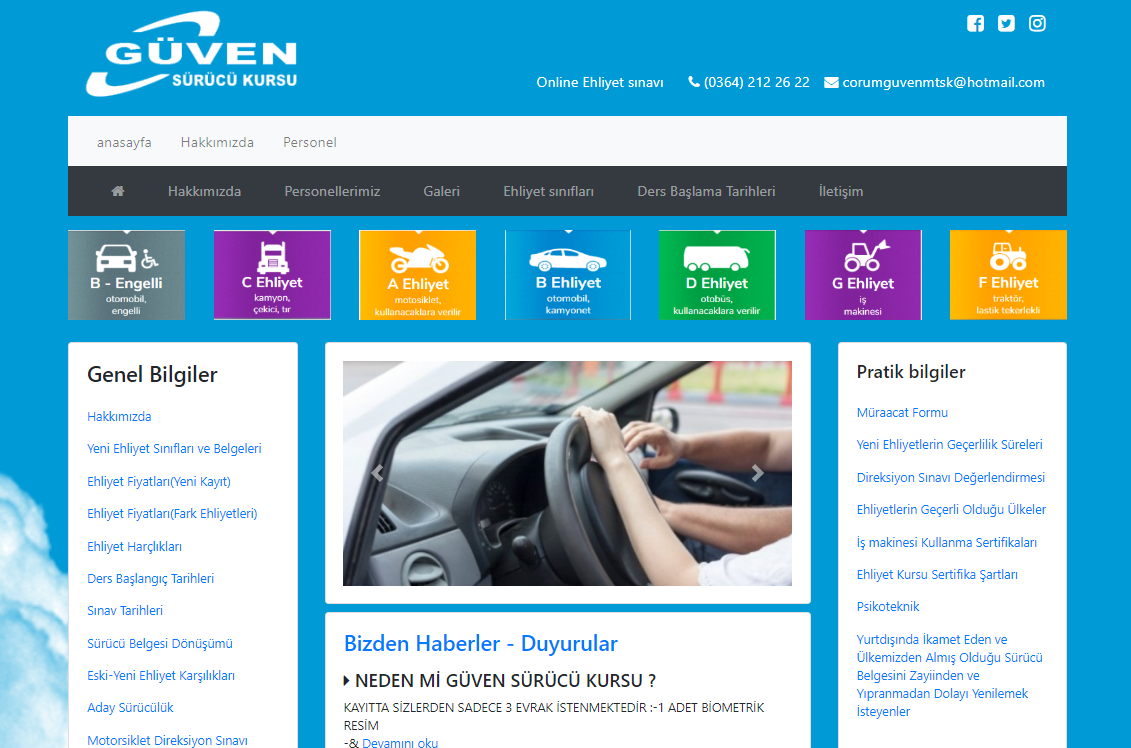 GÜVEN
SÜRÜCÜ KURSU
Online Ehliyet sınavı (0364) 212 26 22 corumguvenmtsk@hotmail.com
anasayfa Hakkımızda Personel
Hakkımızda Personellerimiz Galeri Ehliyet sınıfları Ders Başlama Tarihleri İletişim
B - Engelli
otomobil,
engelli
C Ehliyet
kamyon,
çekici, tır
A Ehliyet
motosiklet,
kullanacaklara verilir
B Ehliyet
otomobil,
kamyonet
D Ehliyet
otobüs,
kullanacaklara verilir
G Ehliyet
iş
makinesi
F Ehliyet
traktör,
lastik tekerlekli
Genel Bilgiler
Hakkımızda
Yeni Ehliyet Sınıfları ve Belgeleri
Ehliyet Fiyatları(Yeni Kayıt)
Ehliyet Fiyatları(Fark Ehliyetleri)
Ehliyet Harçlıkları
Ders Başlangıç Tarihleri
Sınav Tarihleri
Sürücü Belgesi Dönüşümü
Eski-Yeni Ehliyet Karşılıkları
Aday Sürücülük
Motorsiklet Direksiyon Sınavı
Bizden Haberler - Duyurular
NEDEN Mİ GÜVEN SÜRÜCÜ KURSU ?
KAYITTA SİZLERDEN SADECE 3 EVRAK İSTENMEKTEDİR :-1 ADET BİOMETRİK
RESİM
-& Devamını oku
Pratik bilgiler
Müraacat Formu
Yeni Ehliyetlerin Geçerlilik Süreleri
Direksiyon Sınavı Değerlendirmesi
Ehliyetlerin Geçerli Olduğu Ülkeler
İş makinesi Kullanma Sertifikaları
Ehliyet Kursu Sertifika Şartları
Psikoteknik
Yurtdışında İkamet Eden ve
Ülkemizden Almış Olduğu Sürücü
Belgesini Zayiinden ve
Yıpranmadan Dolayı Yenilemek
İsteyenler